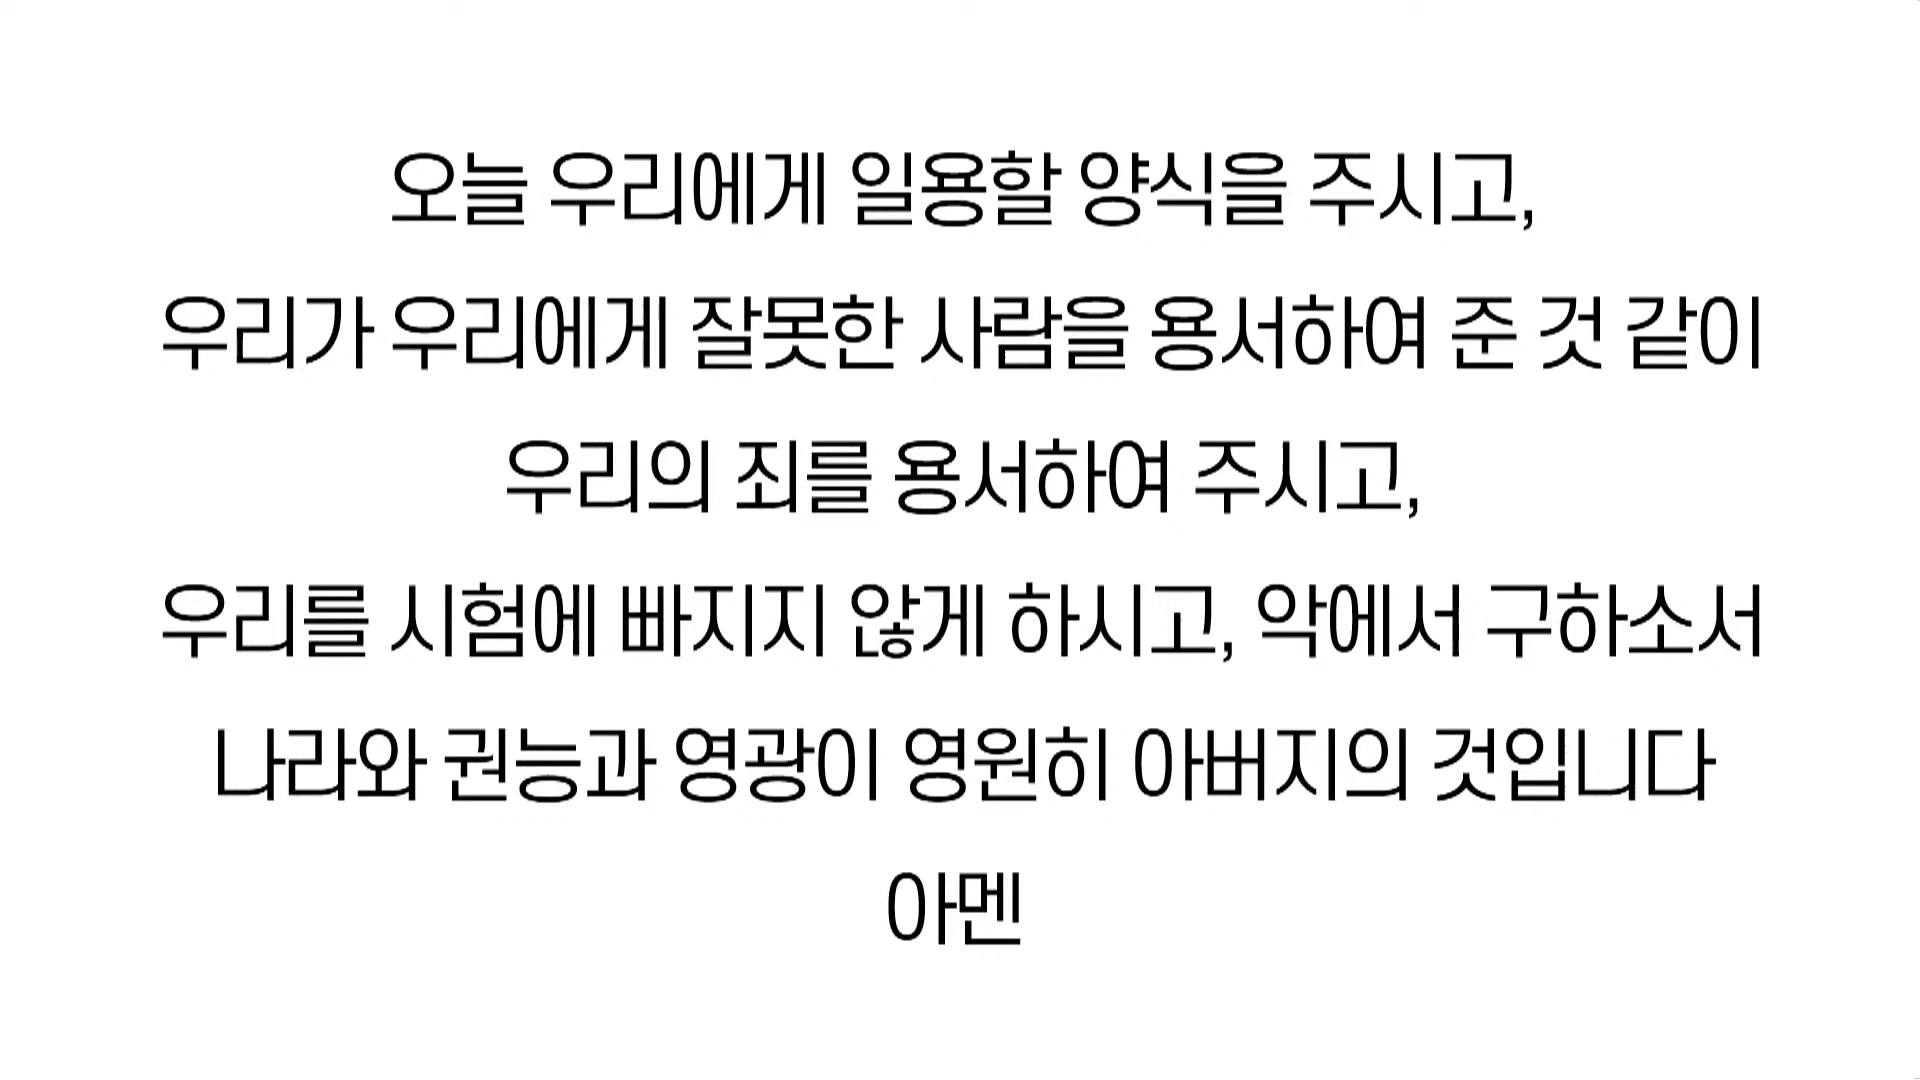 오늘 우리에게 일용할 양식을 주시고,
우리가 우리에게 잘못한 사람을 용서하여 준 것 같이
우리의 죄를 용서하여 주시고,
우리를 시험에 빠지지 않게 하시고, 악에서 구하소서
나라와 권능과 영광이 영원히 아버지의 것입니다
아멘